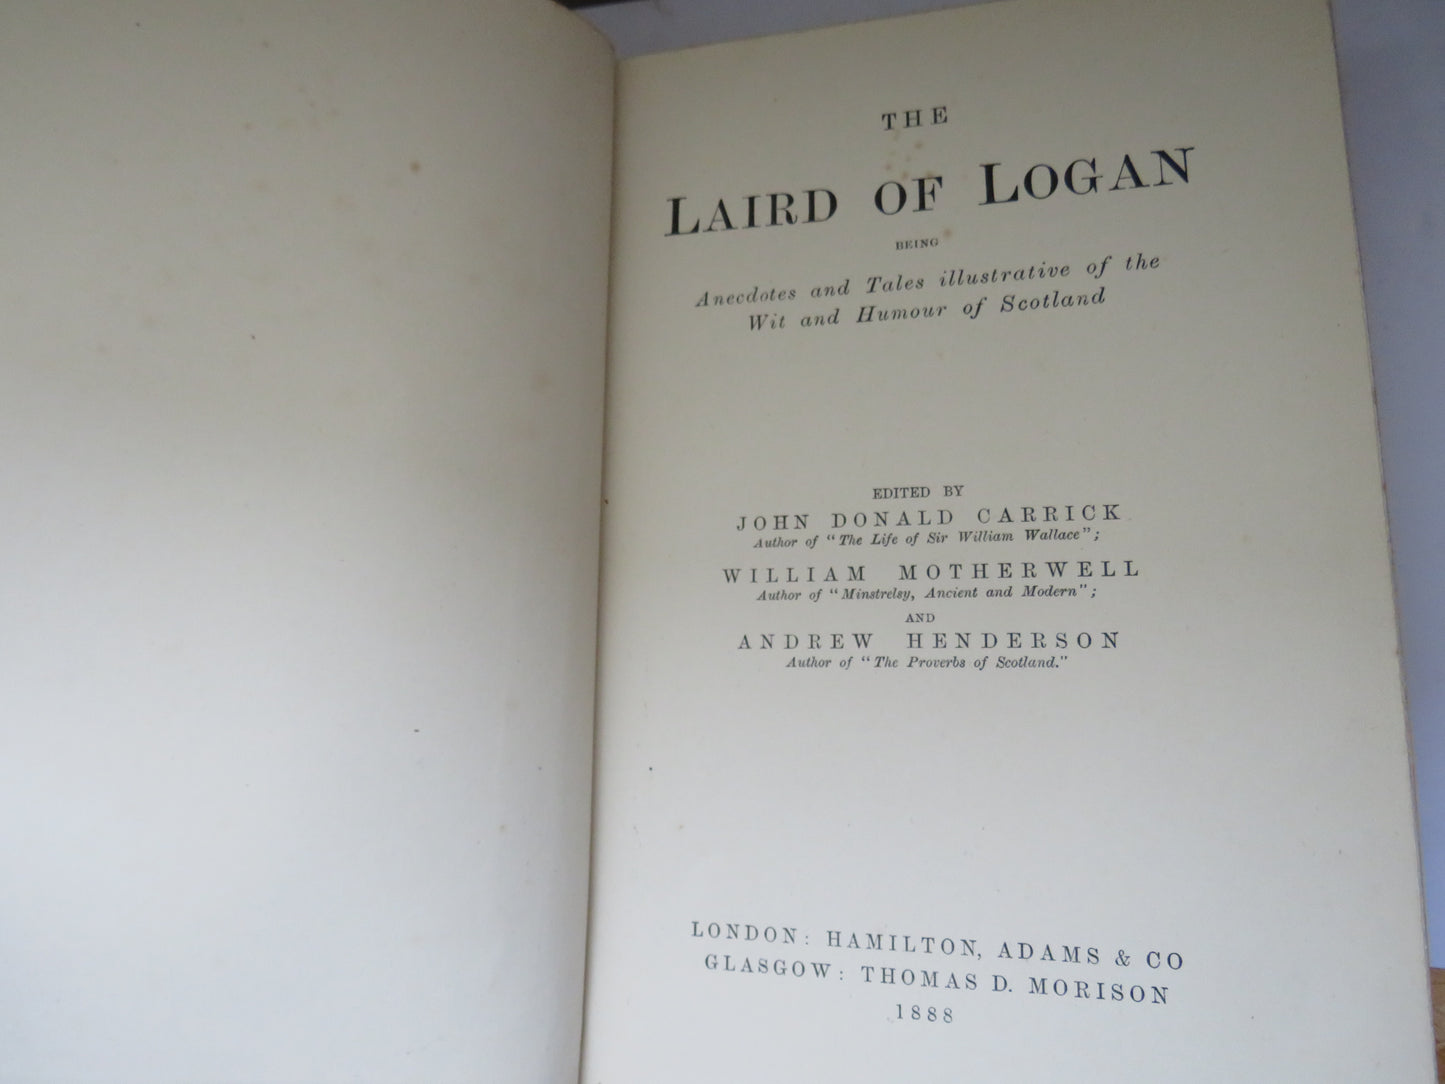 THE
LAIRD OF LOGAN
BEING
Anecdotes and Tales illustrative of the
Wit and Humour of Scotland
EDITED BY
JOHN DONALD CARRICK
Author of "The Life of Sir William Wallace";
WILLIAM MOTHERWELL
Author of "Minstrelsy, Ancient and Modern";
AND
ANDREW HENDERSON
Author of "The Proverbs of Scotland."
LONDON: HAMILTON, ADAMS & CO
GLASGOW: THOMAS D. MORISON
1888